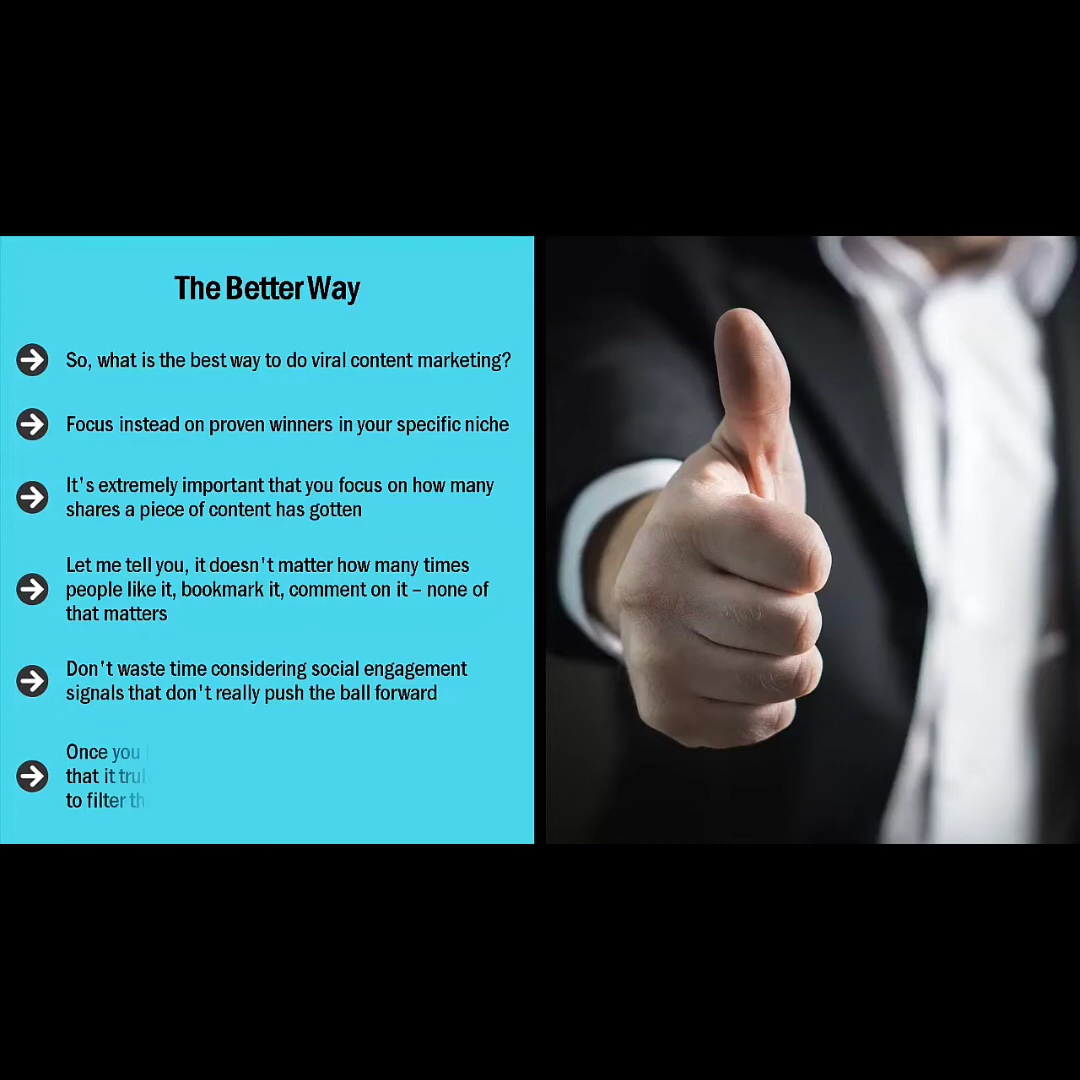 The Better Way
So, what is the best way to do viral content marketing?
Focus instead on proven winners in your specific niche
It's extremely important that you focus on how many
shares a piece of content has gotten
Let me tell you, it doesn't matter how many times
people like it, bookmark it, comment on it – none of
that matters
Don't waste time considering social engagement
signals that don't really push the ball forward
Once you
that it
to filter